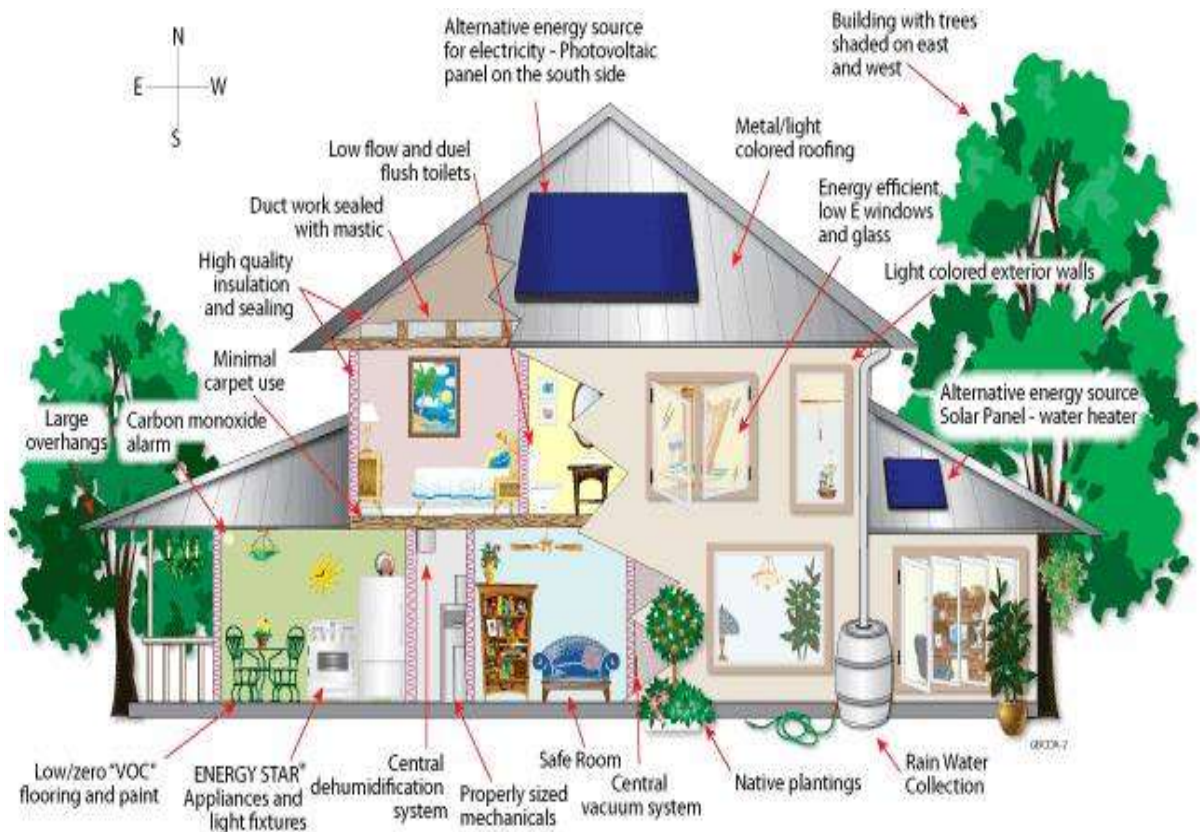 N
E
W
S
Alternative energy source
for electricity - Photovoltaic
panel on the south side
Building with trees
shaded on east
and west
Low flow and duel
flush toilets
Metal/light
colored roofing
Duct work sealed
with mastic
Energy efficient,
low E windows
and glass
High quality
insulation
and sealing
Light colored exterior walls
Minimal
carpet use
Alternative energy source
Solar Panel - water heater
Large
overhangs
Carbon monoxide
alarm
Low/zero "VOC"
flooring and paint
ENERGY STAR®
Appliances and
light fixtures
Central
dehumidification
system
Properly sized
mechanicals
Safe Room
Central
vacuum system
Native plantings
Rain Water
Collection